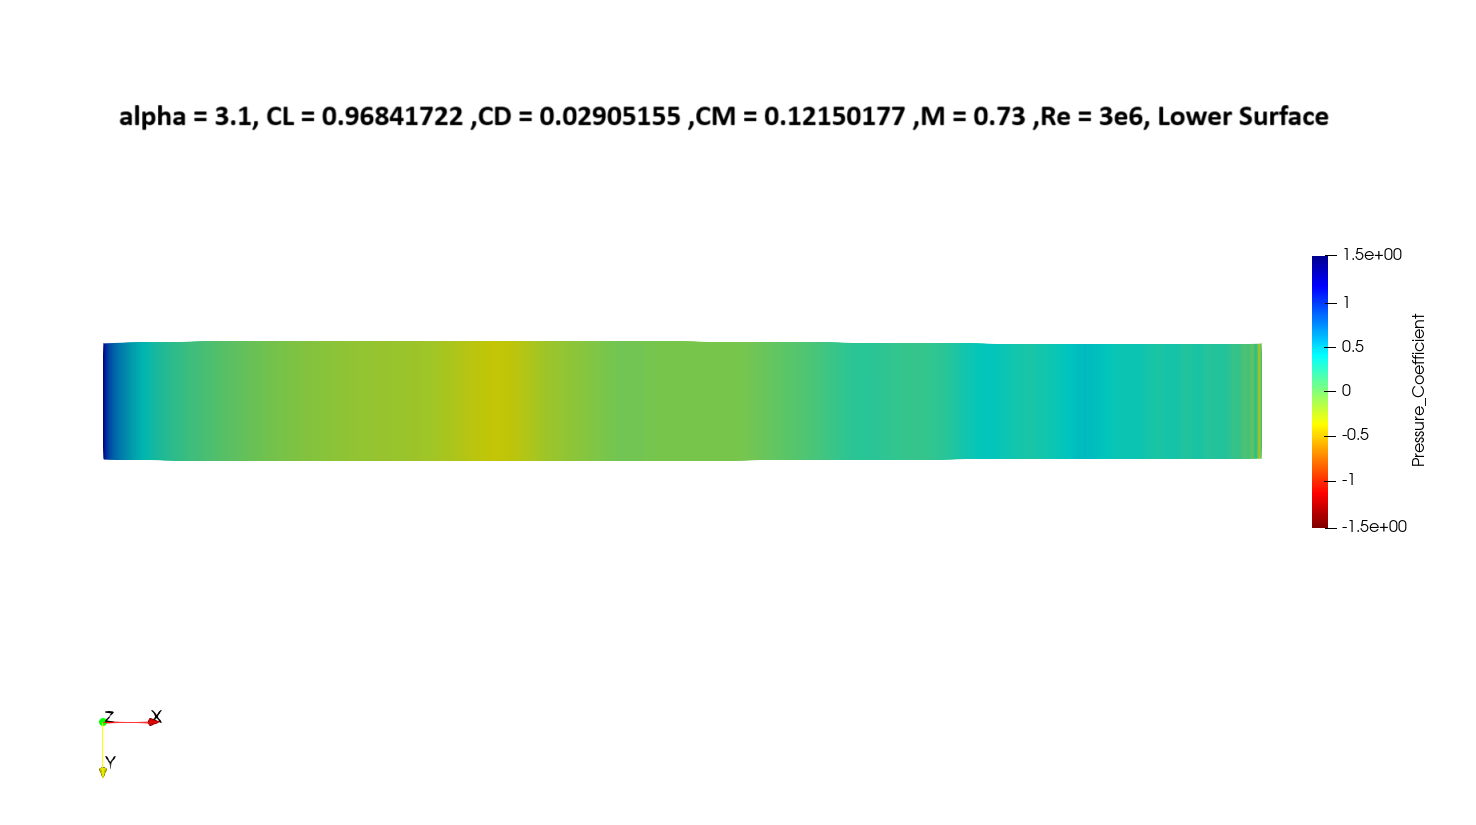 alpha = 3.1, CL = 0.96841722 ,CD = 0.02905155 ,CM = 0.12150177 ,M = 0.73 ,Re = 3e6, Lower Surface
1.5e+00
1
0.5
0
-0.5
-1
-1.5e+00
Pressure_Coefficient
Z
X
Y